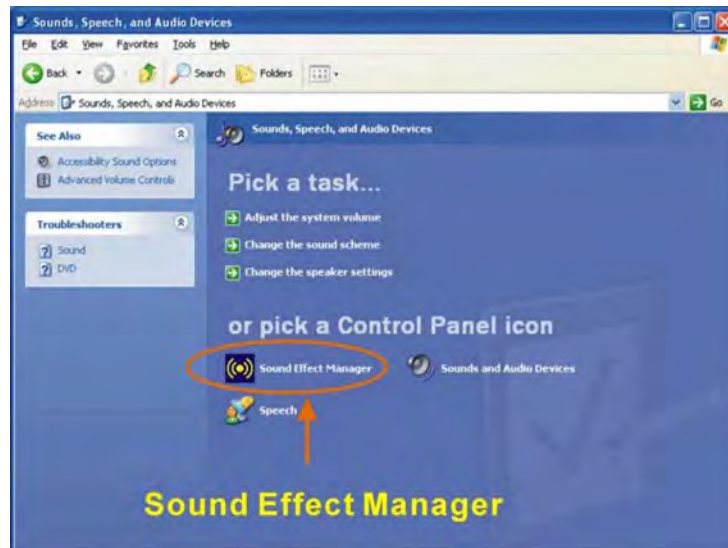 Sounds, Speech, and Audio Devices
File Edit View Favorites Tools Help
Back Search Folders
Address Sounds, Speech, and Audio Devices Go
See Also
Accessibility Sound Options
Advanced Volume Controls
Troubleshooters
Sound
DVD
Sounds, Speech, and Audio Devices
Pick a task...
Adjust the system volume
Change the sound scheme
Change the speaker settings
or pick a Control Panel icon
Sound Effect Manager Sounds and Audio Devices
Speech
Sound Effect Manager